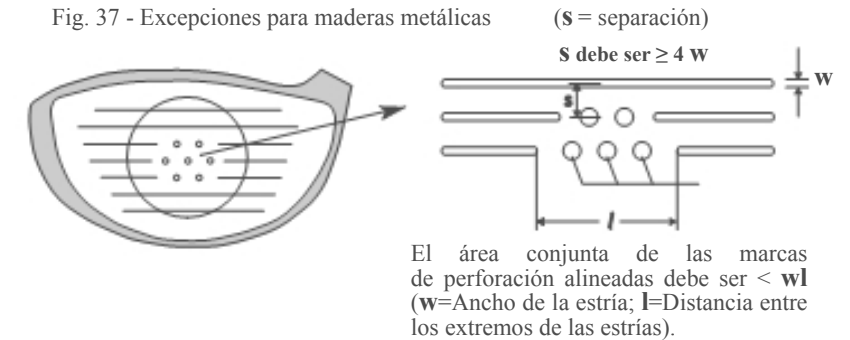 Fig. 37 - Excepciones para maderas metálicas (s = separación)
s debe ser ≥ 4 w
w
s
l
El área conjunta de las marcas
de perforación alineadas debe ser < wl
(w=Ancho de la estría; l=Distancia entre
los extremos de las estrías).